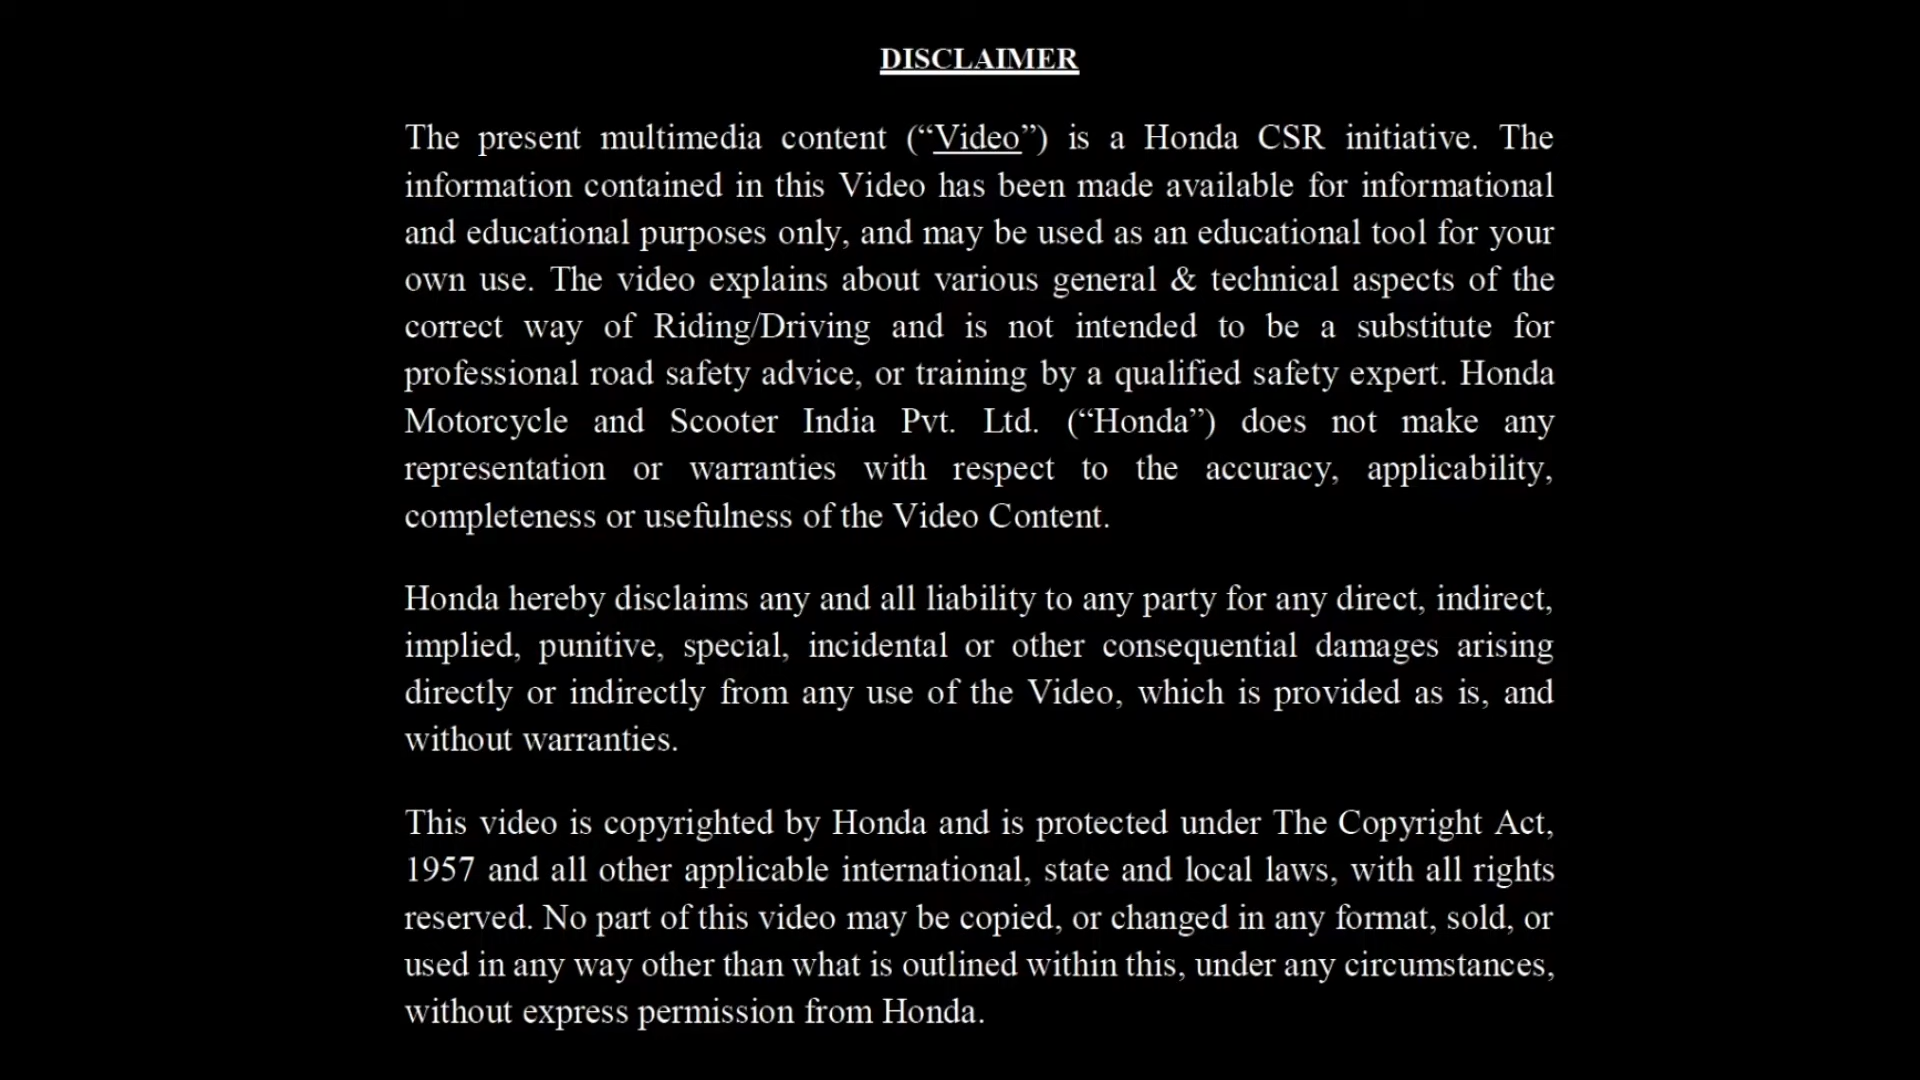 DISCLAIMER
The present multimedia content (“Video”) is a Honda CSR initiative. The
information contained in this Video has been made available for informational
and educational purposes only, and may be used as an educational tool for your
own use. The video explains about various general & technical aspects of the
correct way of Riding/Driving and is not intended to be a substitute for
professional road safety advice, or training by a qualified safety expert. Honda
Motorcycle and Scooter India Pvt. Ltd. (“Honda”) does not make any
representation or warranties with respect to the accuracy, applicability,
completeness or usefulness of the Video Content.
Honda hereby disclaims any and all liability to any party for any direct, indirect,
implied, punitive, special, incidental or other consequential damages arising
directly or indirectly from any use of the Video, which is provided as is, and
without warranties.
This video is copyrighted by Honda and is protected under The Copyright Act,
1957 and all other applicable international, state and local laws, with all rights
reserved. No part of this video may be copied, or changed in any format, sold, or
used in any way other than what is outlined within this, under any circumstances,
without express permission from Honda.